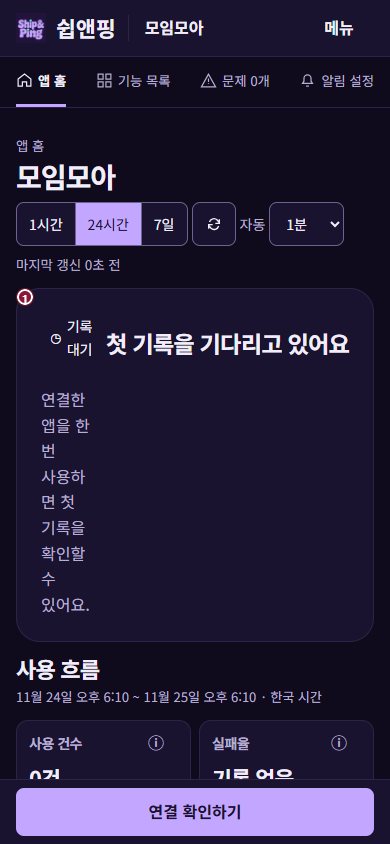 Ship&Ping 쉽앤핑 모임모아 메뉴
앱 홈 기능 목록 문제 0개 알림 설정
앱 홈
모임모아
1시간 24시간 7일 자동 1분
마지막 갱신 0초 전
1
기록
대기
첫 기록을 기다리고 있어요
연결한
앱을 한
번
사용하
면 첫
기록을
확인할
수
있어요.
사용 흐름
11월 24일 오후 6:10 ~ 11월 25일 오후 6:10 · 한국 시간
사용 건수 실패율
0건 기록 없음
연결 확인하기